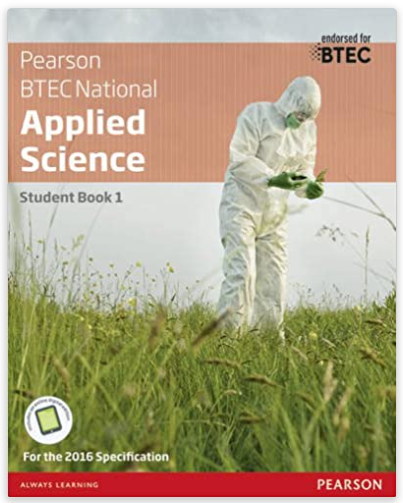 endorsed for
BTEC
Pearson
BTEC National
Applied
Science
Student Book 1
For the 2016 Specification
ALWAYS LEARNING
PEARSON